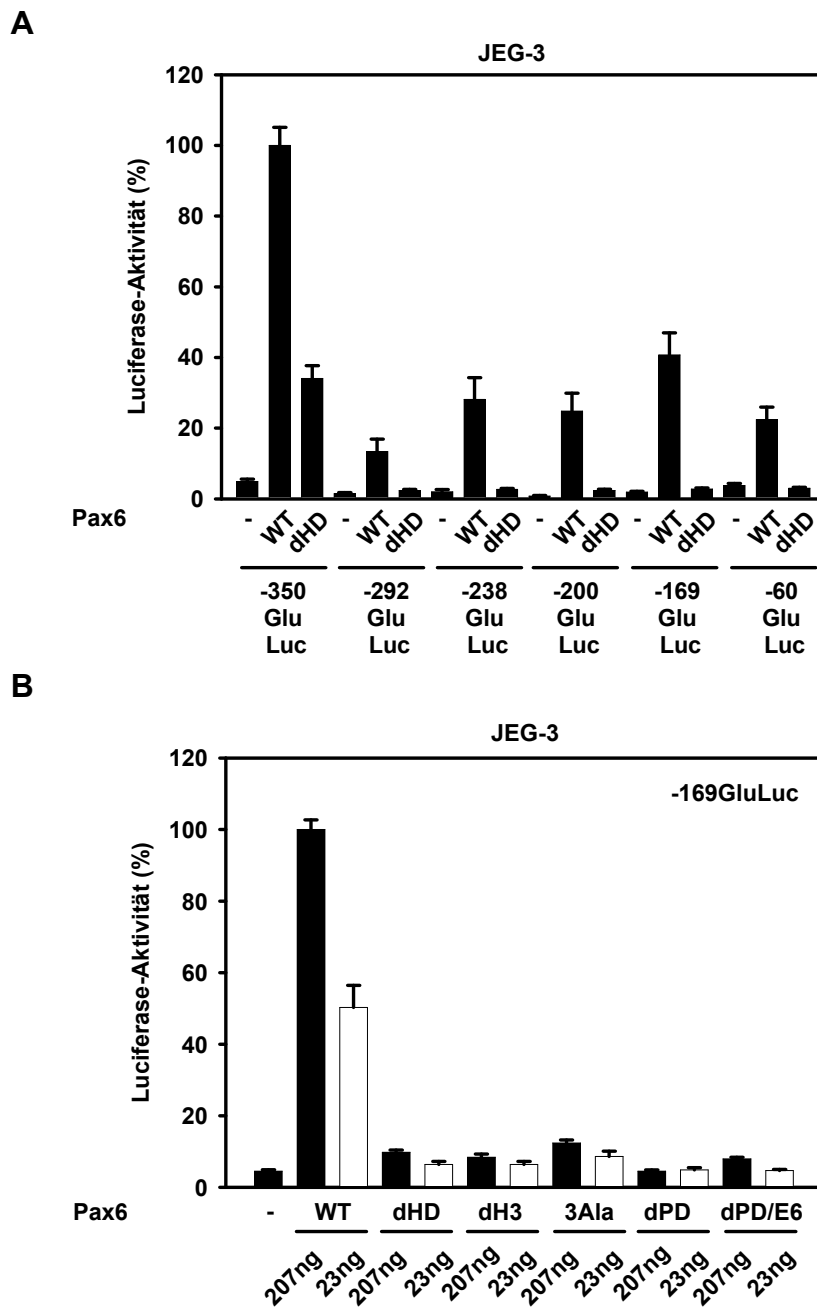 A
JEG-3
120
100
80
60
40
20
0
Luciferase-Aktivität (%)
Pax6
- WT dHD - WT dHD - WT dHD - WT dHD - WT dHD - WT dHD
-350 -292 -238 -200 -169 -60
Glu Glu Glu Glu Glu Glu
Luc Luc Luc Luc Luc Luc
B
JEG-3
-169GluLuc
120
100
80
60
40
20
0
Luciferase-Aktivität (%)
Pax6 - WT dHD dH3 3Ala dPD dPD/E6
207ng 23ng 207ng 23ng 207ng 23ng 207ng 23ng 207ng 23ng 207ng 23ng